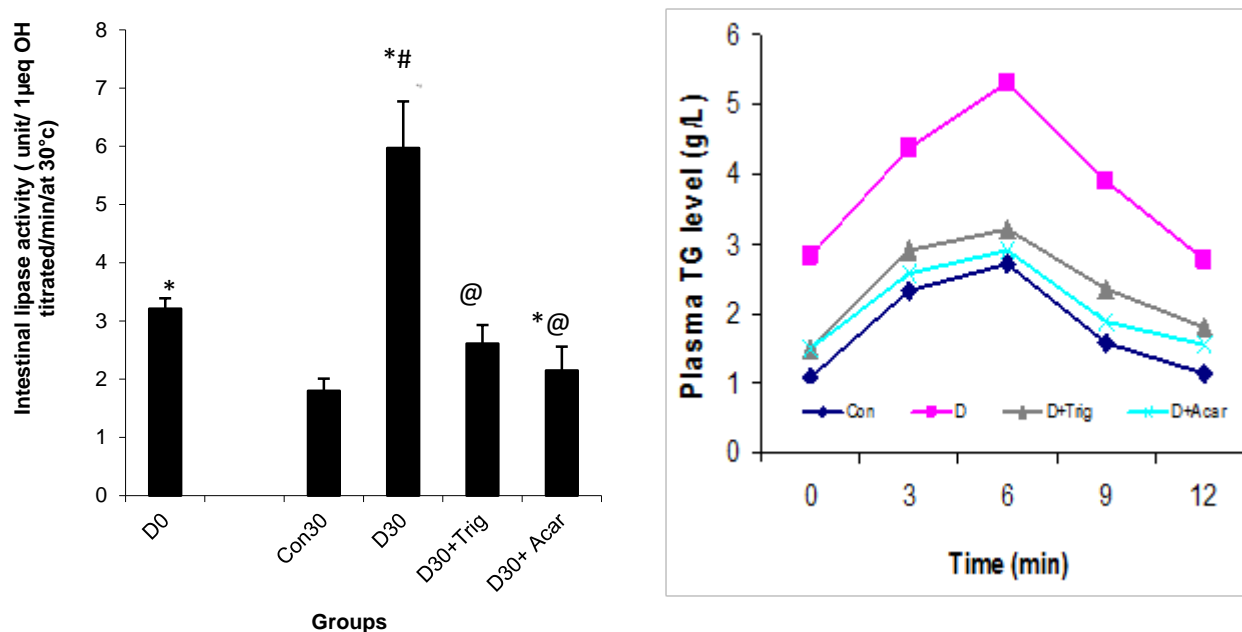 Intestinal lipase activity ( unit/ 1µeq OH
titrated/min/at 30°c)
8
7
6
5
4
3
2
1
0
*
*#
@
*@
D0
Con30
D30
D30+Trig
D30+ Acar
Groups
Plasma TG level (g/L)
6
5
4
3
2
1
0
Con D D+Trig D+Acar
0 3 6 9 12
Time (min)